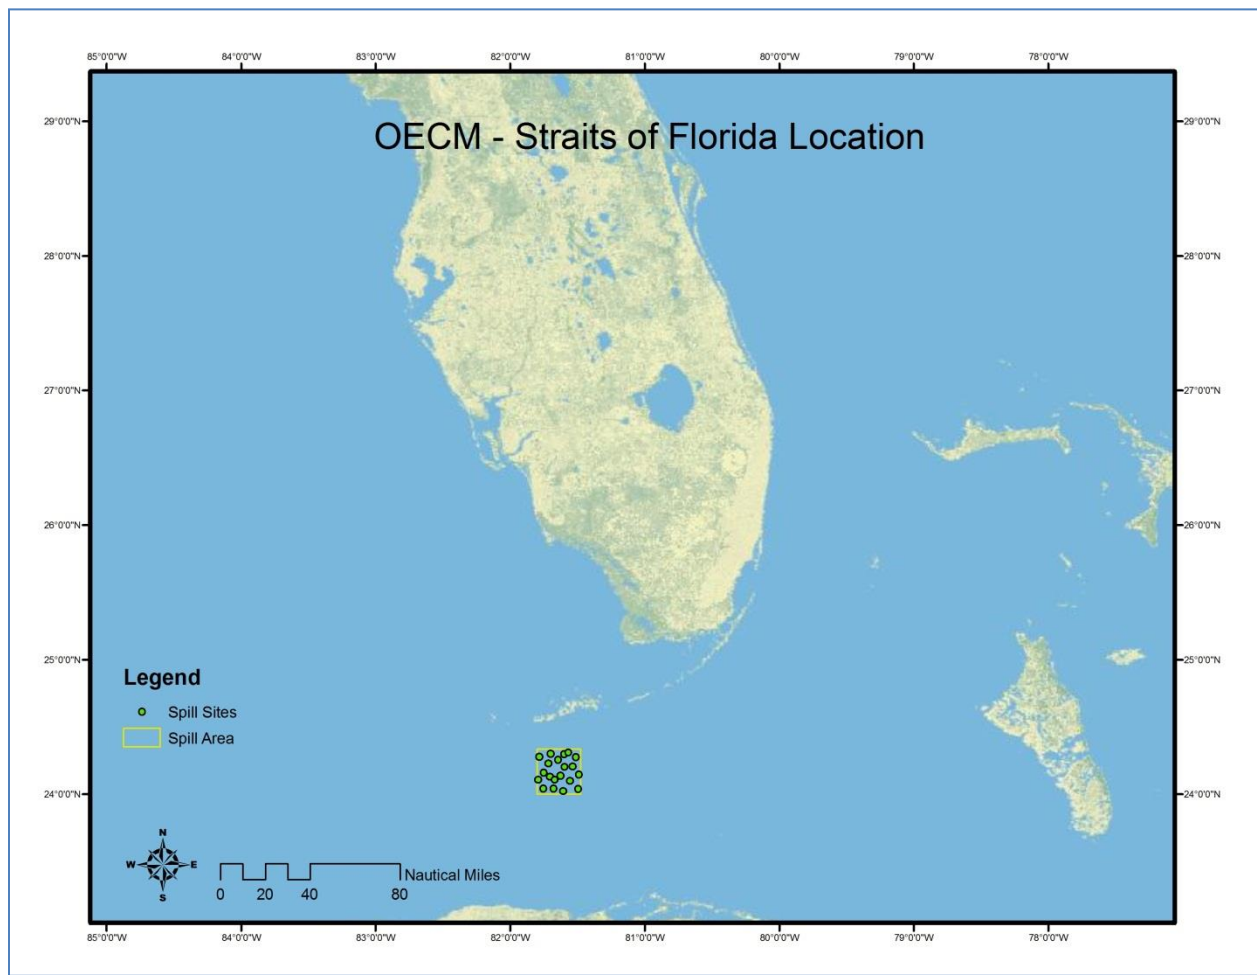 85°0'0"W 84°0'0"W 83°0'0"W 82°0'0"W 81°0'0"W 80°0'0"W 79°0'0"W 78°0'0"W
29°0'0"N 29°0'0"N
OECM - Straits of Florida Location
28°0'0"N 28°0'0"N
27°0'0"N 27°0'0"N
26°0'0"N 26°0'0"N
25°0'0"N 25°0'0"N
Legend
Spill Sites
Spill Area
24°0'0"N 24°0'0"N
N
W E
S
Nautical Miles
0 20 40 80
85°0'0"W 84°0'0"W 83°0'0"W 82°0'0"W 81°0'0"W 80°0'0"W 79°0'0"W 78°0'0"W